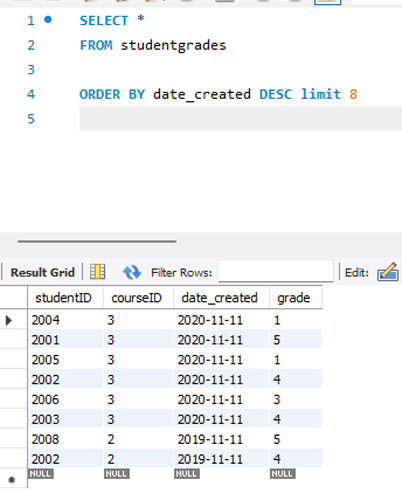 1 SELECT *
2 FROM studentgrades
3
4 ORDER BY date_created DESC limit 8
5
Result Grid Filter Rows: Edit:
studentID courseID date_created grade
2004 3 2020-11-11 1
2001 3 2020-11-11 5
2005 3 2020-11-11 1
2002 3 2020-11-11 4
2006 3 2020-11-11 3
2003 3 2020-11-11 4
2008 2 2019-11-11 5
2002 2 2019-11-11 4
NULL NULL NULL NULL